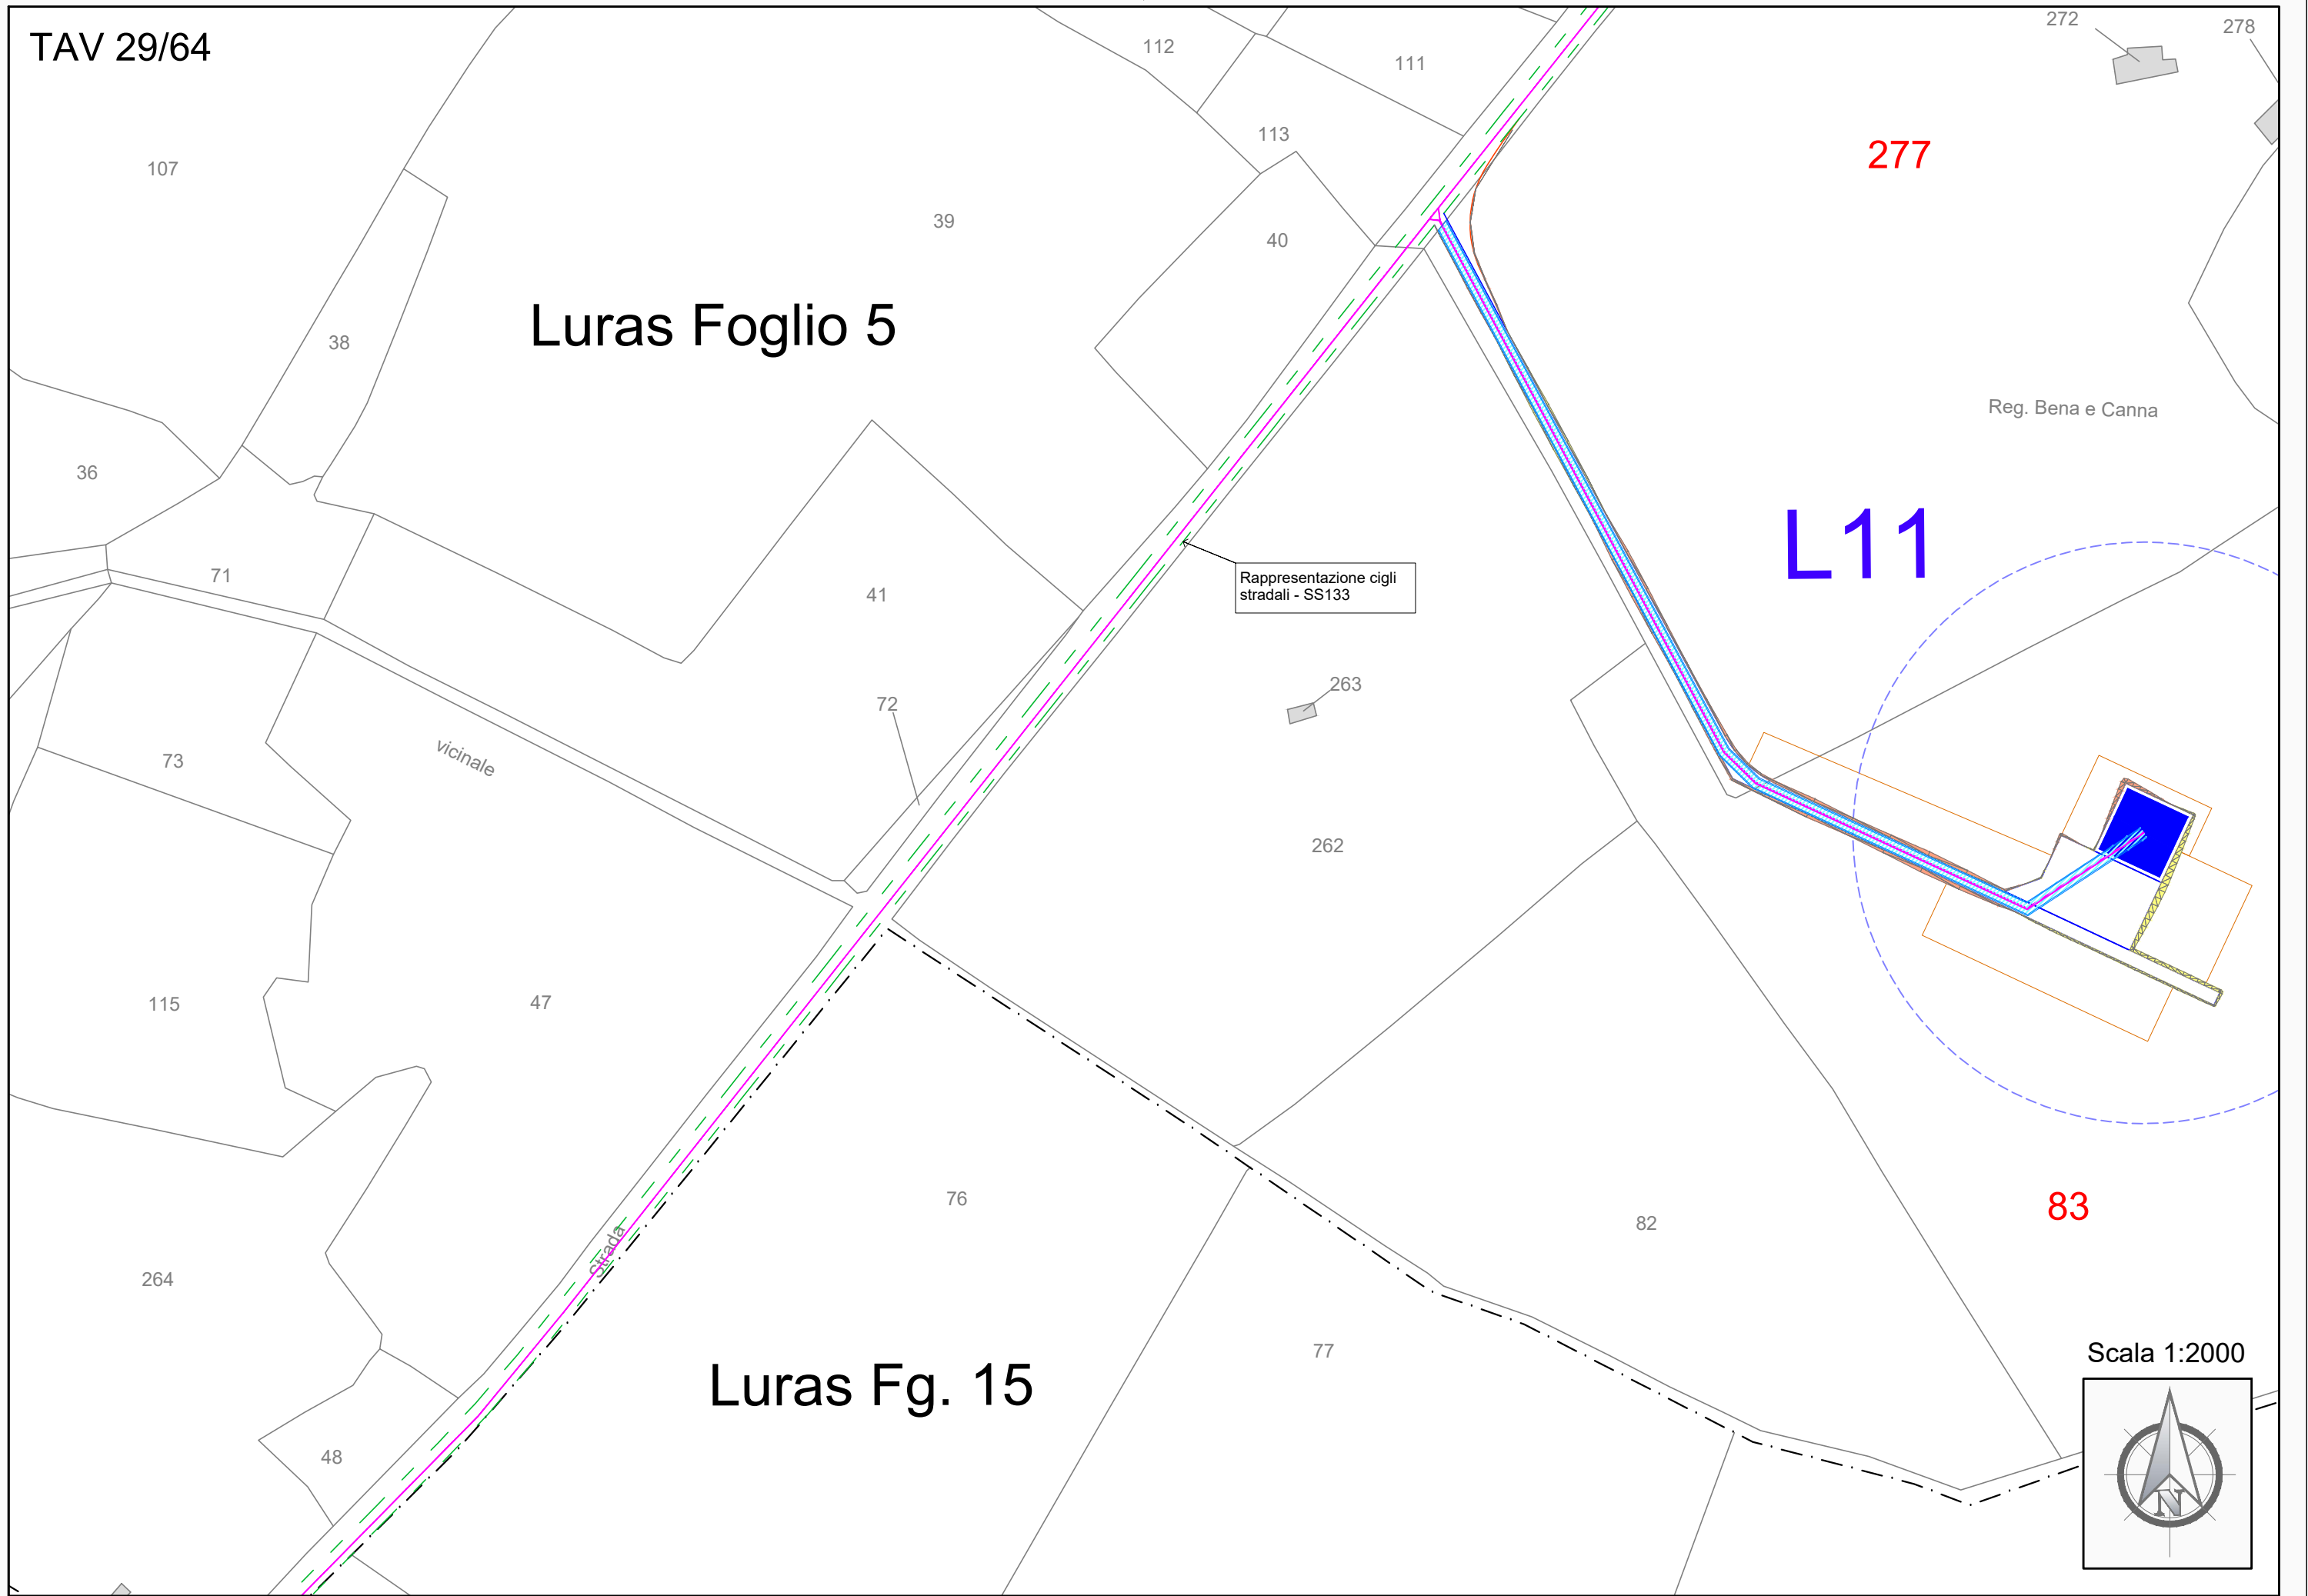 TAV 29/64
112
111
272
278
113
277
107
39
40
Luras Foglio 5
38
Reg. Bena e Canna
36
L11
71
Rappresentazione cigli
stradali - SS133
41
263
72
73
vicinale
262
115
47
76
83
82
Strada
264
77
Scala 1:2000
Luras Fg. 15
48
N